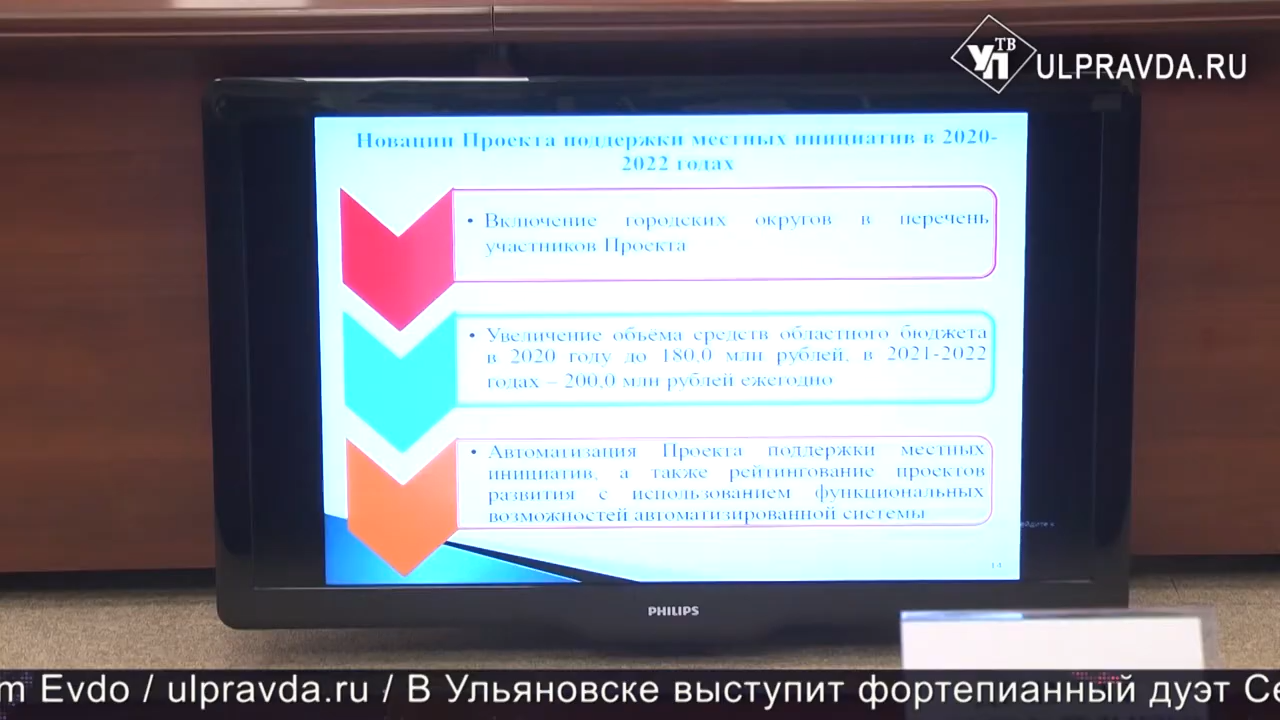 УП ТВ
ULPRAVDA.RU
Новации Проекта поддержки местных инициатив в 2020-
2022 годах
• Включение городских округов в перечень
участников Проекта
• Увеличение объёма средств областного бюджета
в 2020 году до 180,0 млн рублей, в 2021-2022
годах – 200,0 млн рублей ежегодно
• Автоматизация Проекта поддержки местных
инициатив, а также рейтингование проектов
развития с использованием функциональных
возможностей автоматизированной системы
14
PHILIPS
m Evdo / ulpravda.ru / В Ульяновске выступит фортепианный дуэт Се